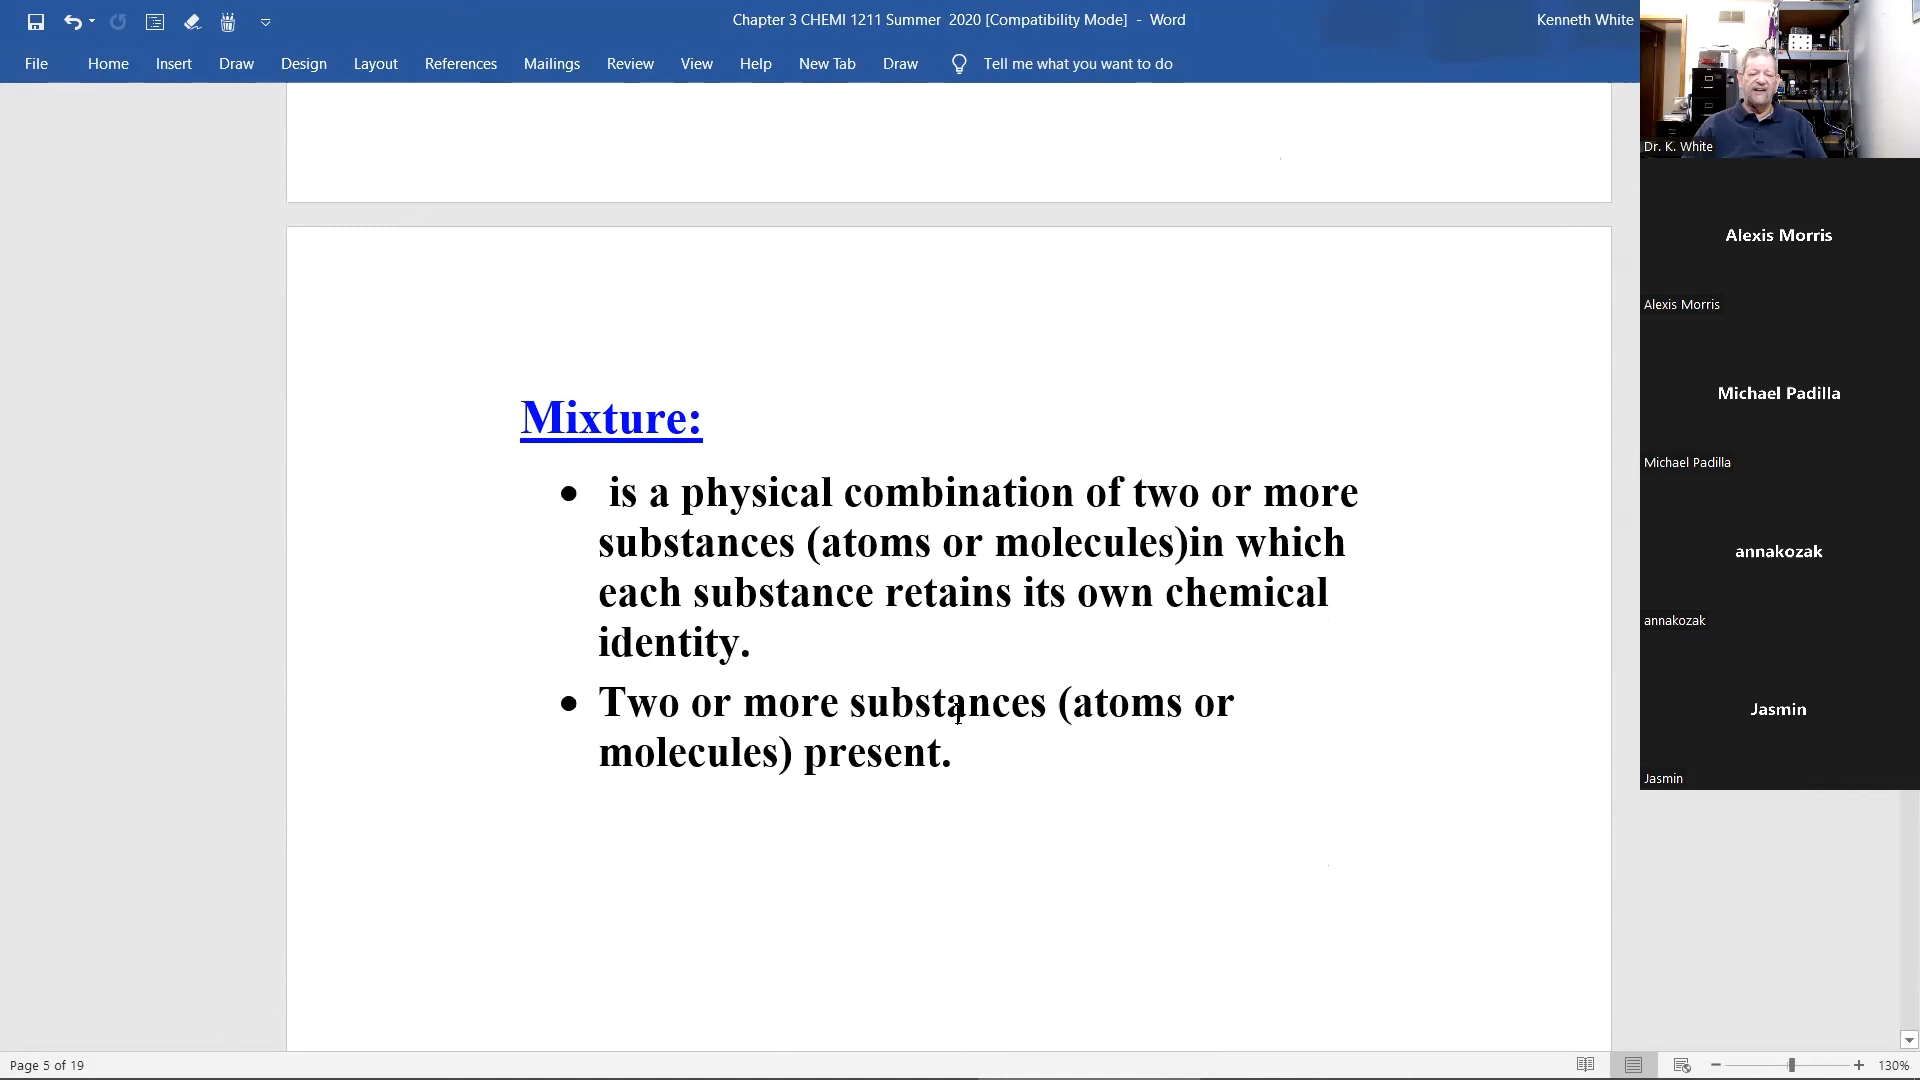 Chapter 3 CHEMI 1211 Summer  2020 [Compatibility Mode]  -  Word
Kenneth White
File Home Insert Draw Design Layout References Mailings Review View Help New Tab Draw Tell me what you want to do
Dr. K. White
Alexis Morris
Alexis Morris
Michael Padilla
Michael Padilla
annakozak
annakozak
Jasmin
Jasmin
Mixture:
•  is a physical combination of two or more
substances (atoms or molecules)in which
each substance retains its own chemical
identity.
• Two or more substances (atoms or
molecules) present.
Page 5 of 19
130%